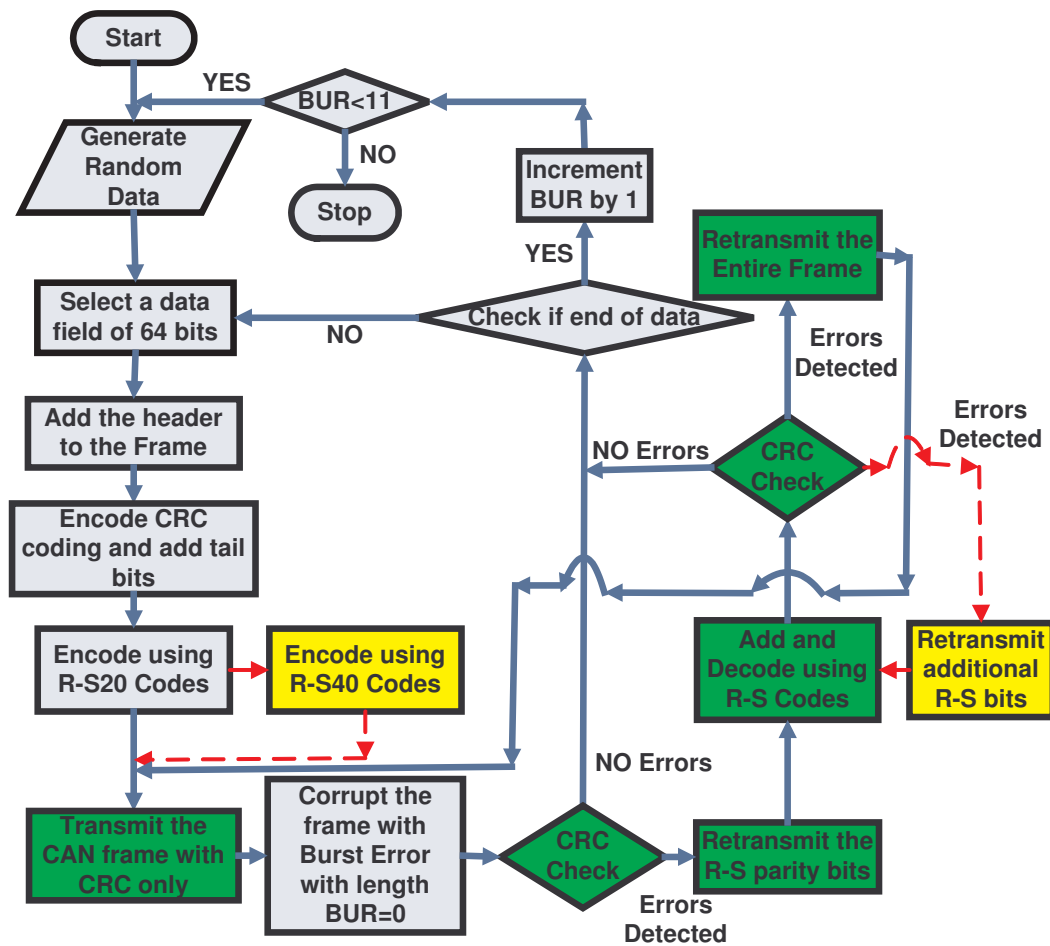 Start
YES
BUR<11
Generate
Random
Data
NO
Stop
Increment
BUR by 1
YES
Retransmit the
Entire Frame
Select a data
field of 64 bits
NO
Check if end of data
Errors
Detected
Add the header
to the Frame
NO Errors
CRC
Check
Errors
Detected
Encode CRC
coding and add tail
bits
Encode using
R-S20 Codes
Encode using
R-S40 Codes
Add and
Decode using
R-S Codes
Retransmit
additional
R-S bits
NO Errors
Transmit the
CAN frame with
CRC only
Corrupt the
frame with
Burst Error
with length
BUR=0
CRC
Check
Retransmit the
R-S parity bits
Errors
Detected